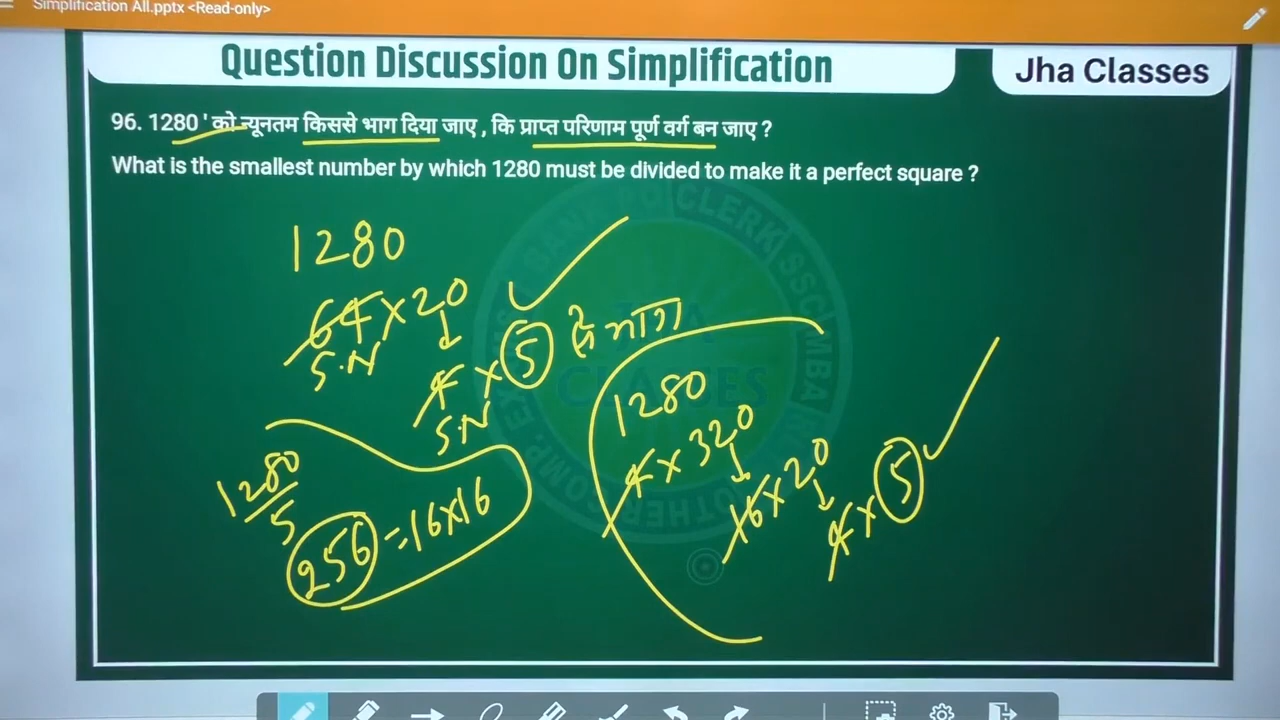 Simplification All.pptx <Read-only>
Question Discussion On Simplification
Jha Classes
96. 1280 ' को न्यूनतम किससे भाग दिया जाए , कि प्राप्त परिणाम पूर्ण वर्ग बन जाए ?
What is the smallest number by which 1280 must be divided to make it a perfect square ?
1280
64 × 20
S.N
4 × 5 से भाग
S.N
1280/5
256 = 16×16
1280
4 × 320
16 × 20
4 × 5